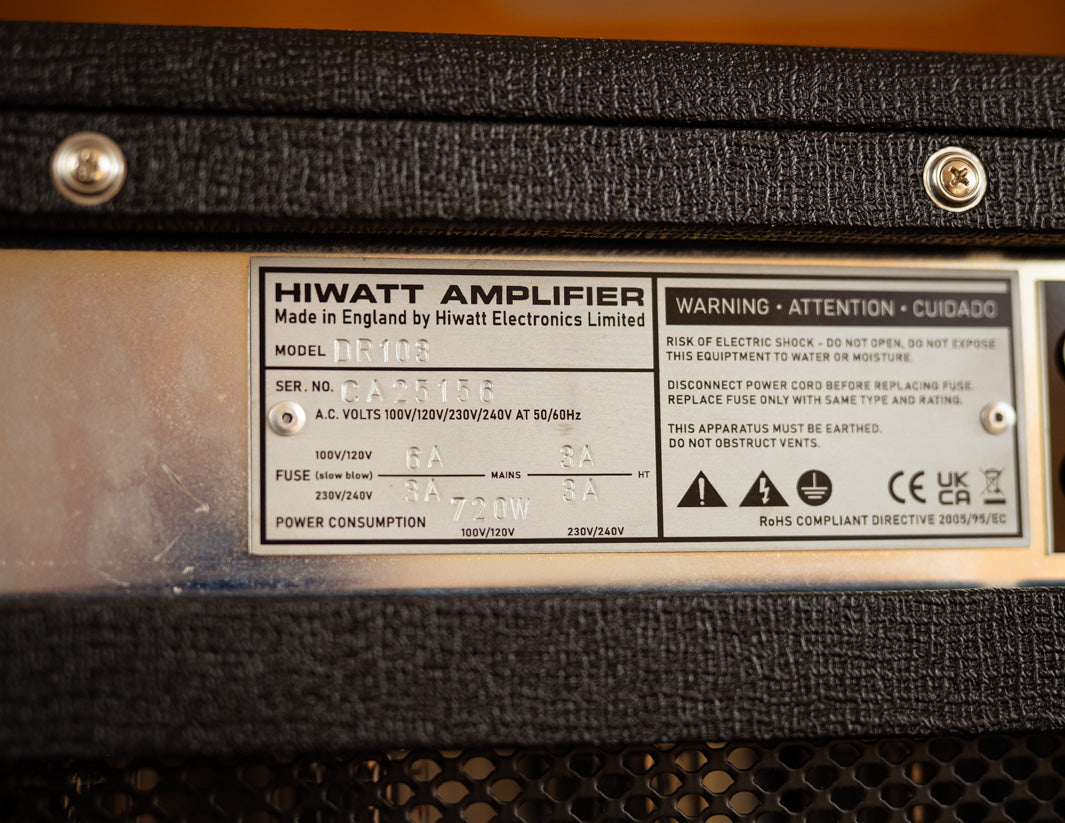 HIWATT AMPLIFIER
Made in England by Hiwatt Electronics Limited
MODEL DR103
SER. NO. CA25156
A.C. VOLTS 100V/120V/230V/240V AT 50/60Hz
100V/120V 6A 3A
FUSE (slow blow) MAINS HT
230V/240V 3A 3A
POWER CONSUMPTION 720W
100V/120V 230V/240V
WARNING • ATTENTION • CUIDADO
RISK OF ELECTRIC SHOCK - DO NOT OPEN, DO NOT EXPOSE
THIS EQUIPTMENT TO WATER OR MOISTURE.
DISCONNECT POWER CORD BEFORE REPLACING FUSE.
REPLACE FUSE ONLY WITH SAME TYPE AND RATING.
THIS APPARATUS MUST BE EARTHED.
DO NOT OBSTRUCT VENTS.
CE UK
CA
RoHS COMPLIANT DIRECTIVE 2005/95/EC